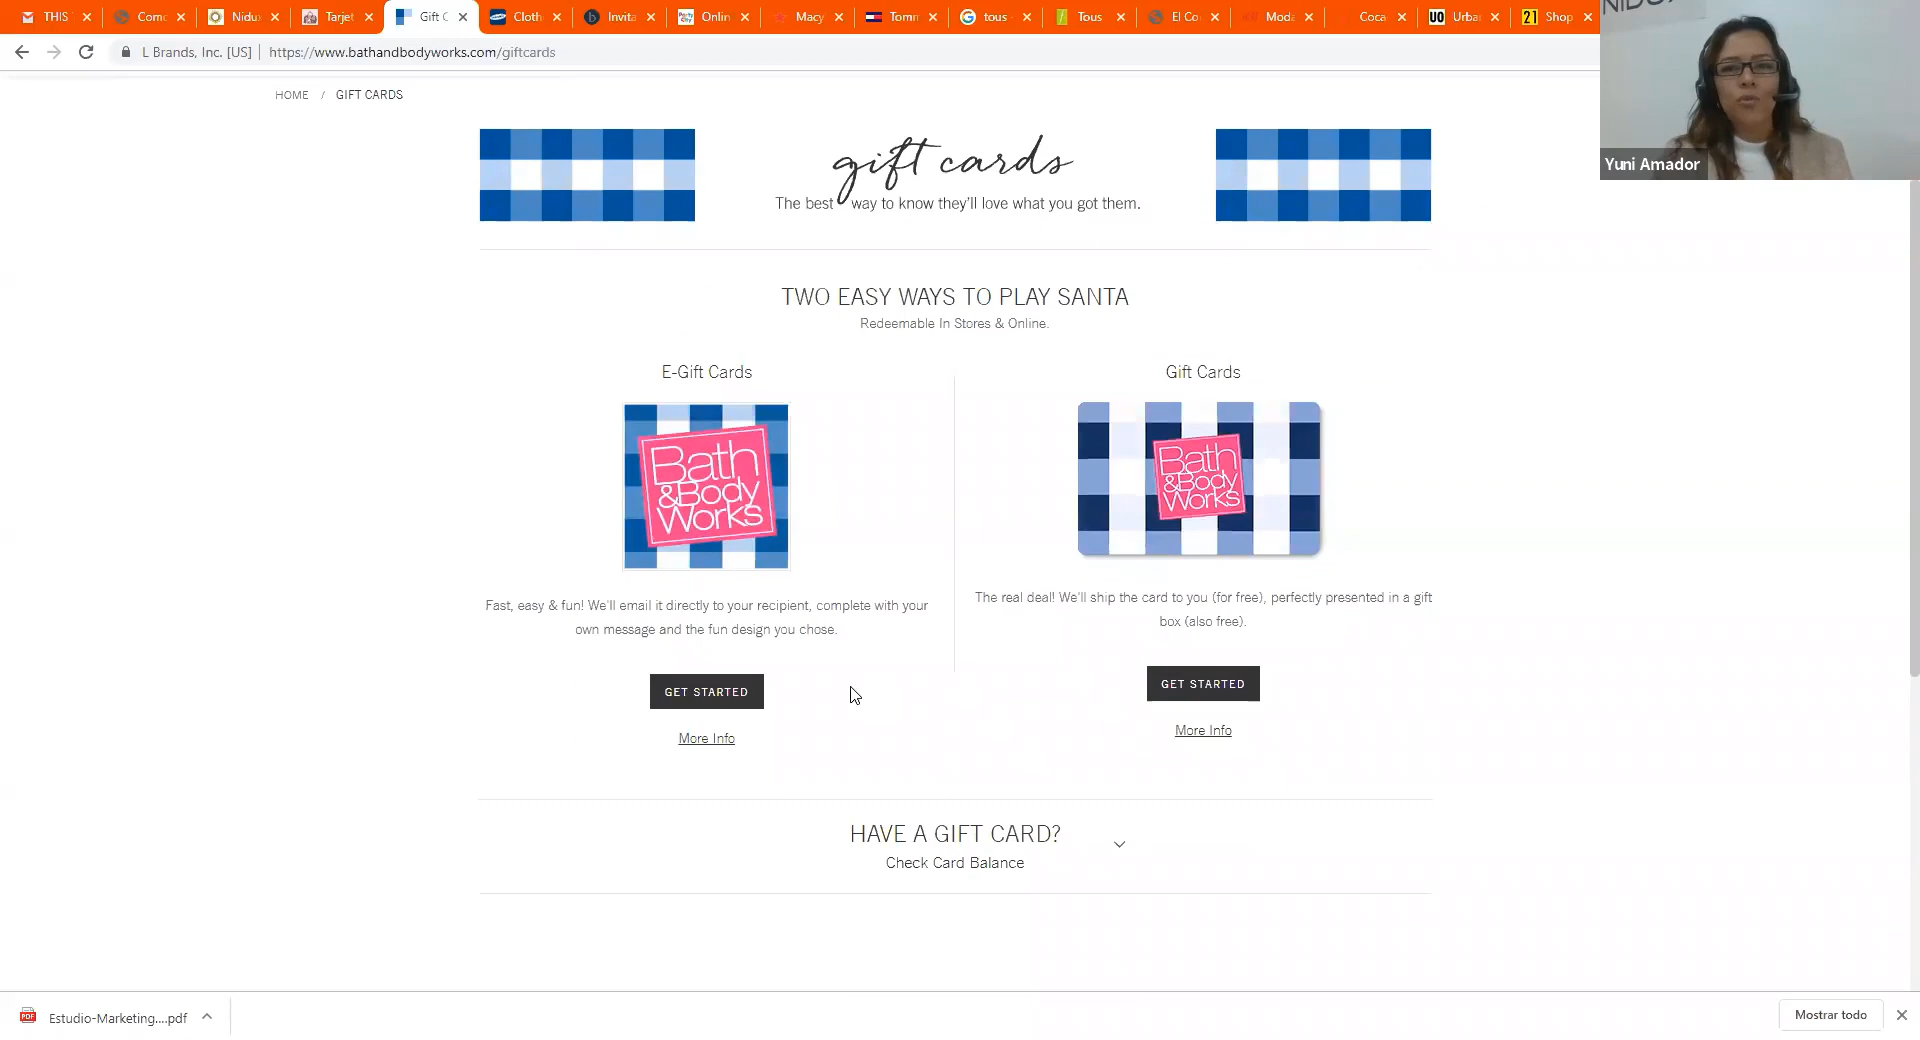 THIS
Como
Nidux
Tarjet
Gift C
Cloth
Invita
Onlin
Macy
Tomn
tous
Tous
El Co
Moda
Coca
UO Urba
21 Shop
L Brands, Inc. [US] https://www.bathandbodyworks.com/giftcards
Yuni Amador
HOME / GIFT CARDS
gift cards
The best way to know they'll love what you got them.
TWO EASY WAYS TO PLAY SANTA
Redeemable In Stores & Online.
E-Gift Cards
Bath
&Body
Works
Fast, easy & fun! We'll email it directly to your recipient, complete with your
own message and the fun design you chose.
GET STARTED
More Info
Gift Cards
Bath
&Body
Works
The real deal! We'll ship the card to you (for free), perfectly presented in a gift
box (also free).
GET STARTED
More Info
HAVE A GIFT CARD?
Check Card Balance
PDF Estudio-Marketing....pdf
Mostrar todo